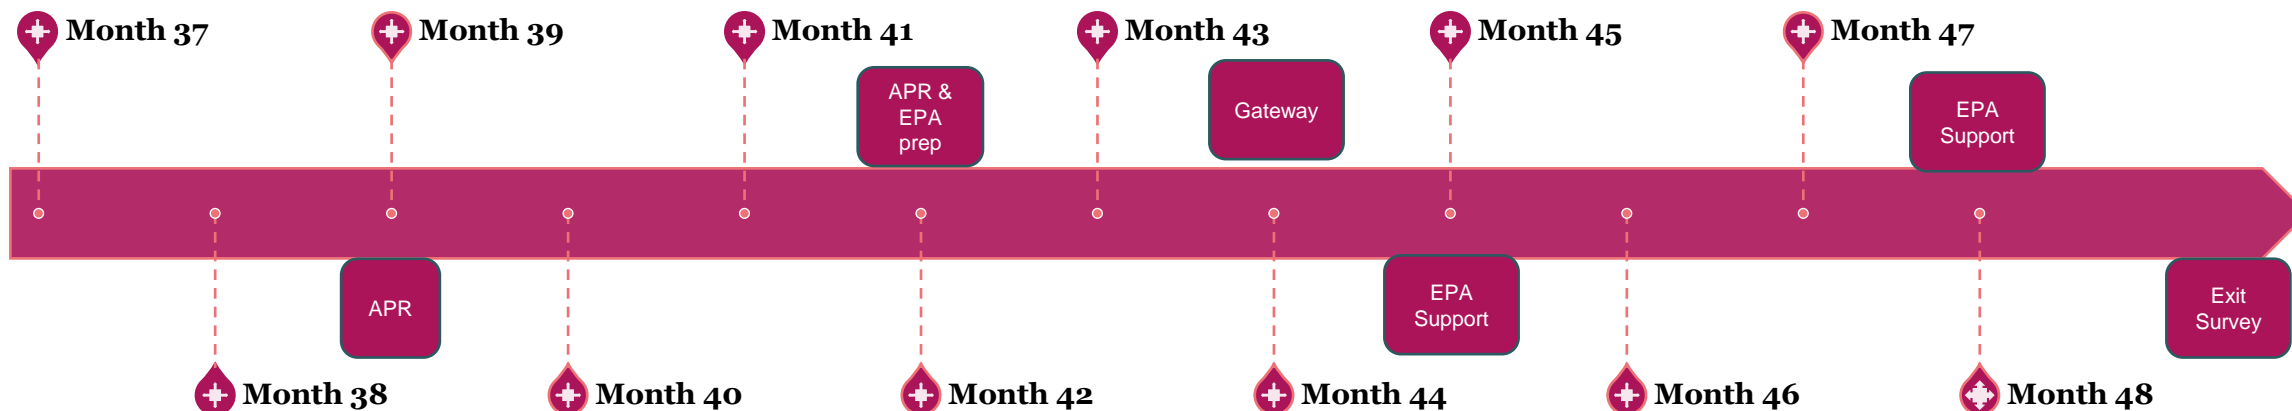 Month 37
Month 39
Month 41
Month 43
Month 45
Month 47
APR &
EPA
prep
Gateway
EPA
Support
APR
EPA
Support
Exit
Survey
Month 38
Month 40
Month 42
Month 44
Month 46
Month 48